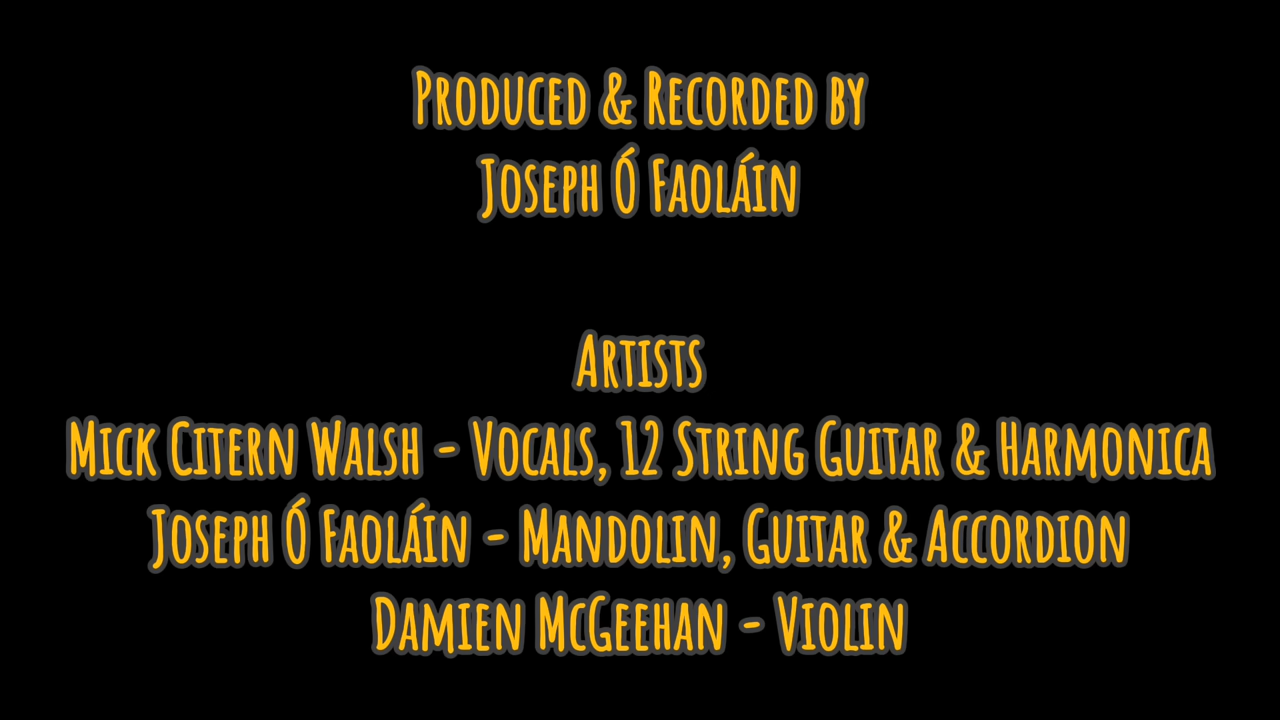 Produced & Recorded by
Joseph Ó Faoláin
Artists
Mick Citern Walsh - Vocals, 12 String Guitar & Harmonica
Joseph Ó Faoláin - Mandolin, Guitar & Accordion
Damien McGeehan - Violin